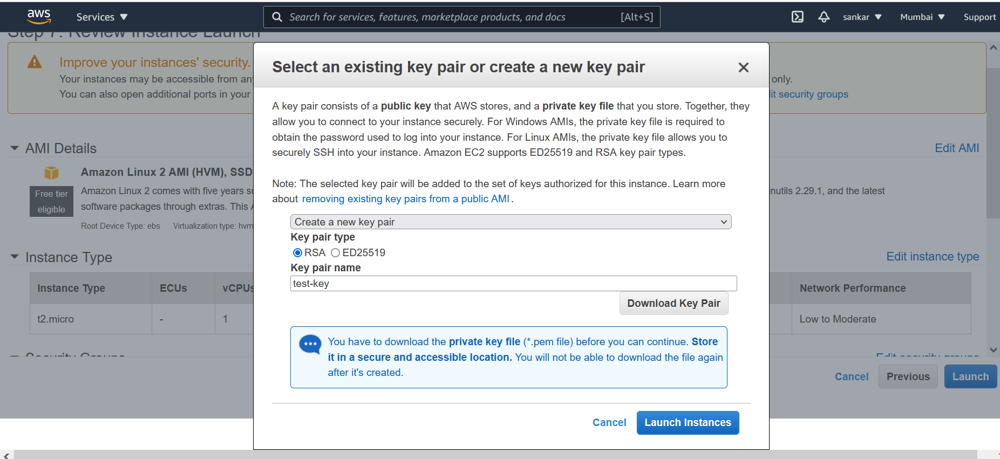 aws
Services
Search for services, features, marketplace products, and docs [Alt+S]
sankar
Mumbai
Support
Step 7: Review Instance Launch
Improve your instances' security.
Your instances may be accessible from any
only.
You can also open additional ports in your
it security groups
AMI Details
Edit AMI
Amazon Linux 2 AMI (HVM), SSD
Free tier
eligible
Amazon Linux 2 comes with five years su
nutils 2.29.1, and the latest
software packages through extras. This A
Root Device Type: ebs Virtualization type: hvm
Instance Type
Edit instance type
Instance Type ECUs vCPUs Network Performance
t2.micro - 1 Low to Moderate
Security Groups
Edit security groups
Cancel Previous Launch
Select an existing key pair or create a new key pair
A key pair consists of a public key that AWS stores, and a private key file that you store. Together, they
allow you to connect to your instance securely. For Windows AMIs, the private key file is required to
obtain the password used to log into your instance. For Linux AMIs, the private key file allows you to
securely SSH into your instance. Amazon EC2 supports ED25519 and RSA key pair types.
Note: The selected key pair will be added to the set of keys authorized for this instance. Learn more
about removing existing key pairs from a public AMI .
Create a new key pair
Key pair type
RSA ED25519
Key pair name
test-key
Download Key Pair
You have to download the private key file (*.pem file) before you can continue. Store
it in a secure and accessible location. You will not be able to download the file again
after it's created.
Cancel Launch Instances